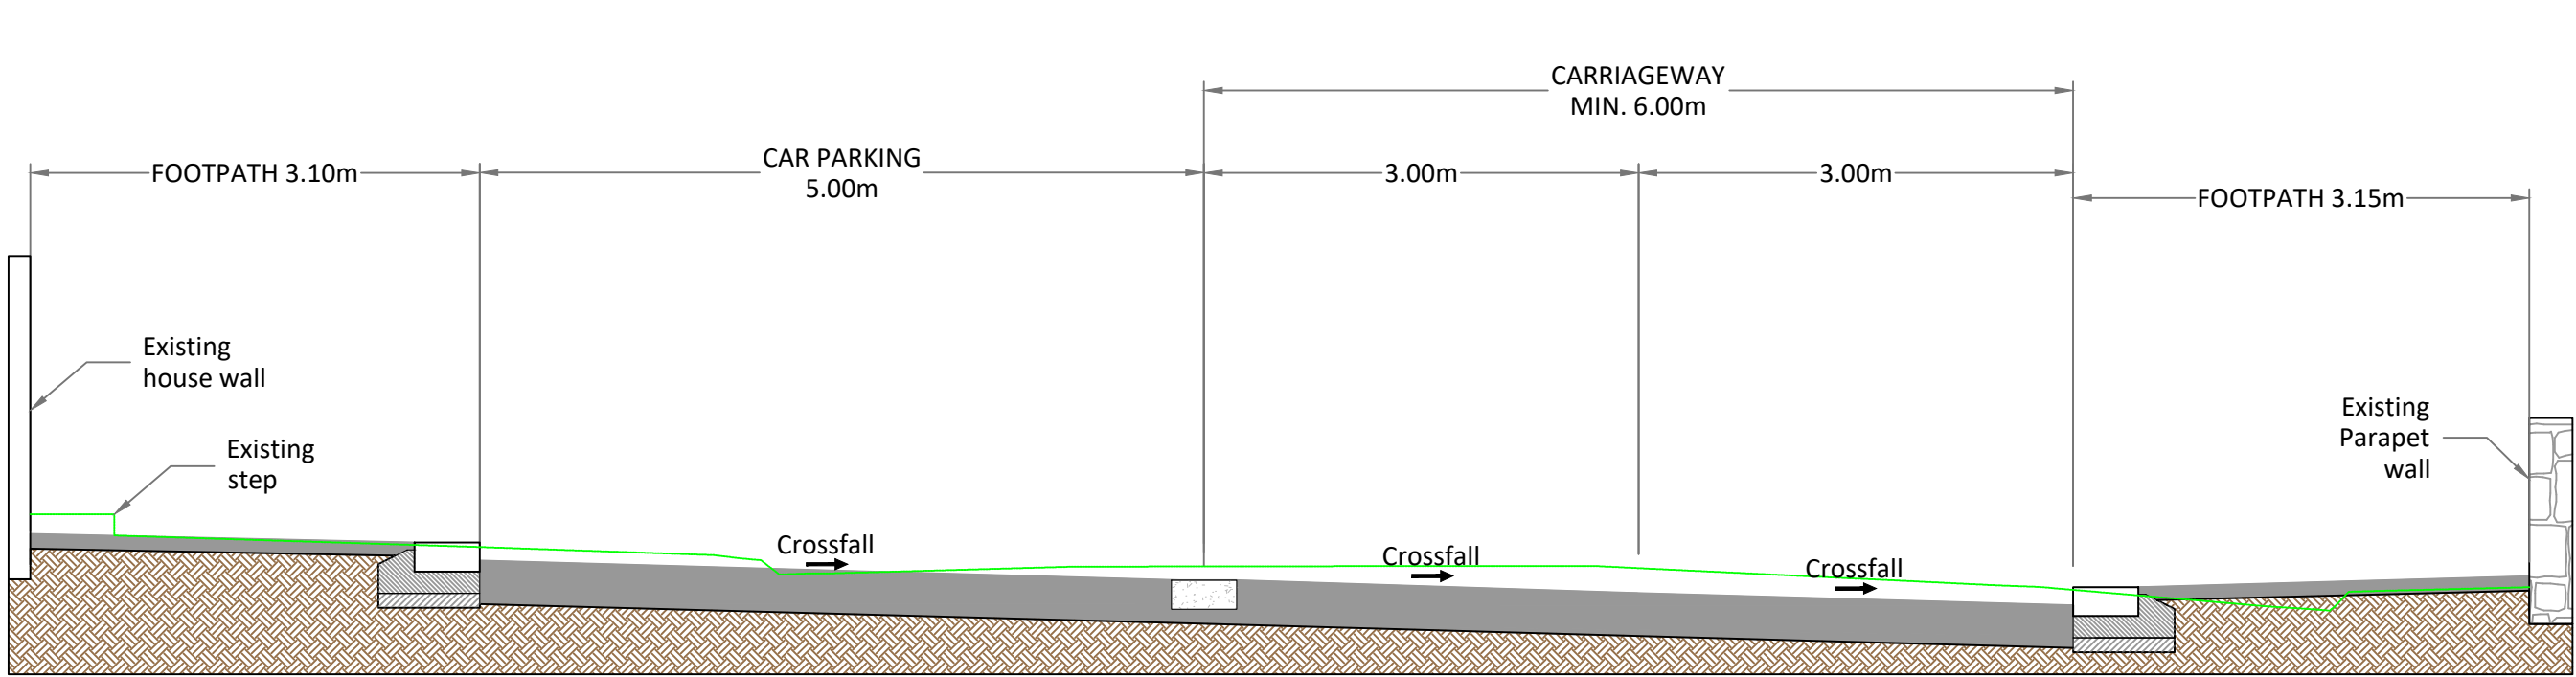 CARRIAGEWAY
MIN. 6.00m
FOOTPATH 3.10m
CAR PARKING
5.00m
3.00m
3.00m
FOOTPATH 3.15m
Existing
house wall
Existing
step
Existing
Parapet
wall
Crossfall
Crossfall
Crossfall